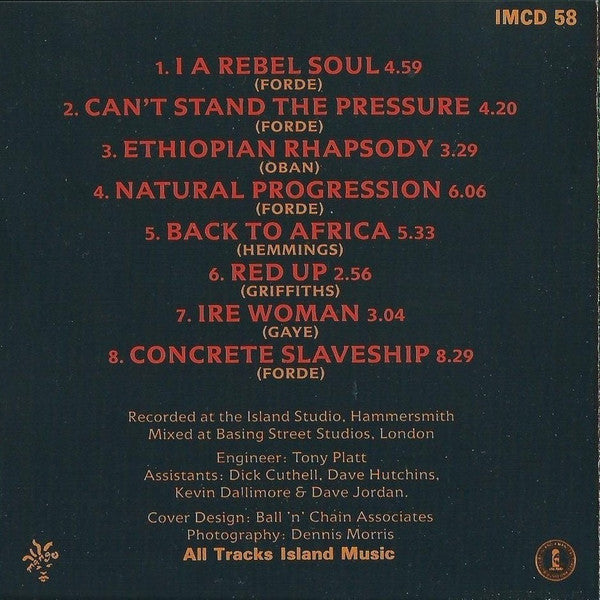 IMCD 58
1. I A REBEL SOUL 4.59
(FORDE)
2. CAN'T STAND THE PRESSURE 4.20
(FORDE)
3. ETHIOPIAN RHAPSODY 3.29
(OBAN)
4. NATURAL PROGRESSION 6.06
(FORDE)
5. BACK TO AFRICA 5.33
(HEMMINGS)
6. RED UP 2.56
(GRIFFITHS)
7. IRE WOMAN 3.04
(GAYE)
8. CONCRETE SLAVESHIP 8.29
(FORDE)
Recorded at the Island Studio, Hammersmith
Mixed at Basing Street Studios, London
Engineer: Tony Platt
Assistants: Dick Cuthell, Dave Hutchins,
Kevin Dallimore & Dave Jordan.
Cover Design: Ball 'n' Chain Associates
Photography: Dennis Morris
All Tracks Island Music
mango